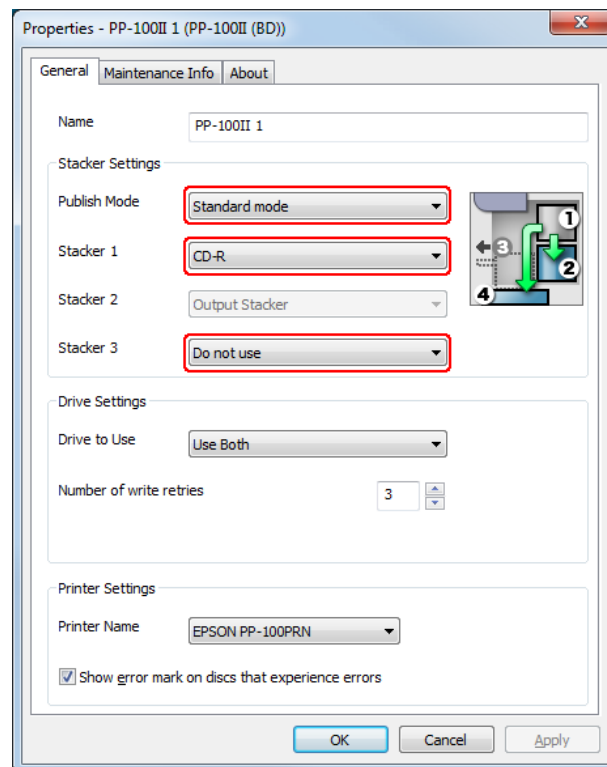 Properties - PP-100II 1 (PP-100II (BD))
General Maintenance Info About
Name PP-100II 1
Stacker Settings
Publish Mode Standard mode
Stacker 1 CD-R
Stacker 2 Output Stacker
Stacker 3 Do not use
1
3
2
4
Drive Settings
Drive to Use Use Both
Number of write retries 3
Printer Settings
Printer Name EPSON PP-100PRN
Show error mark on discs that experience errors
OK Cancel Apply